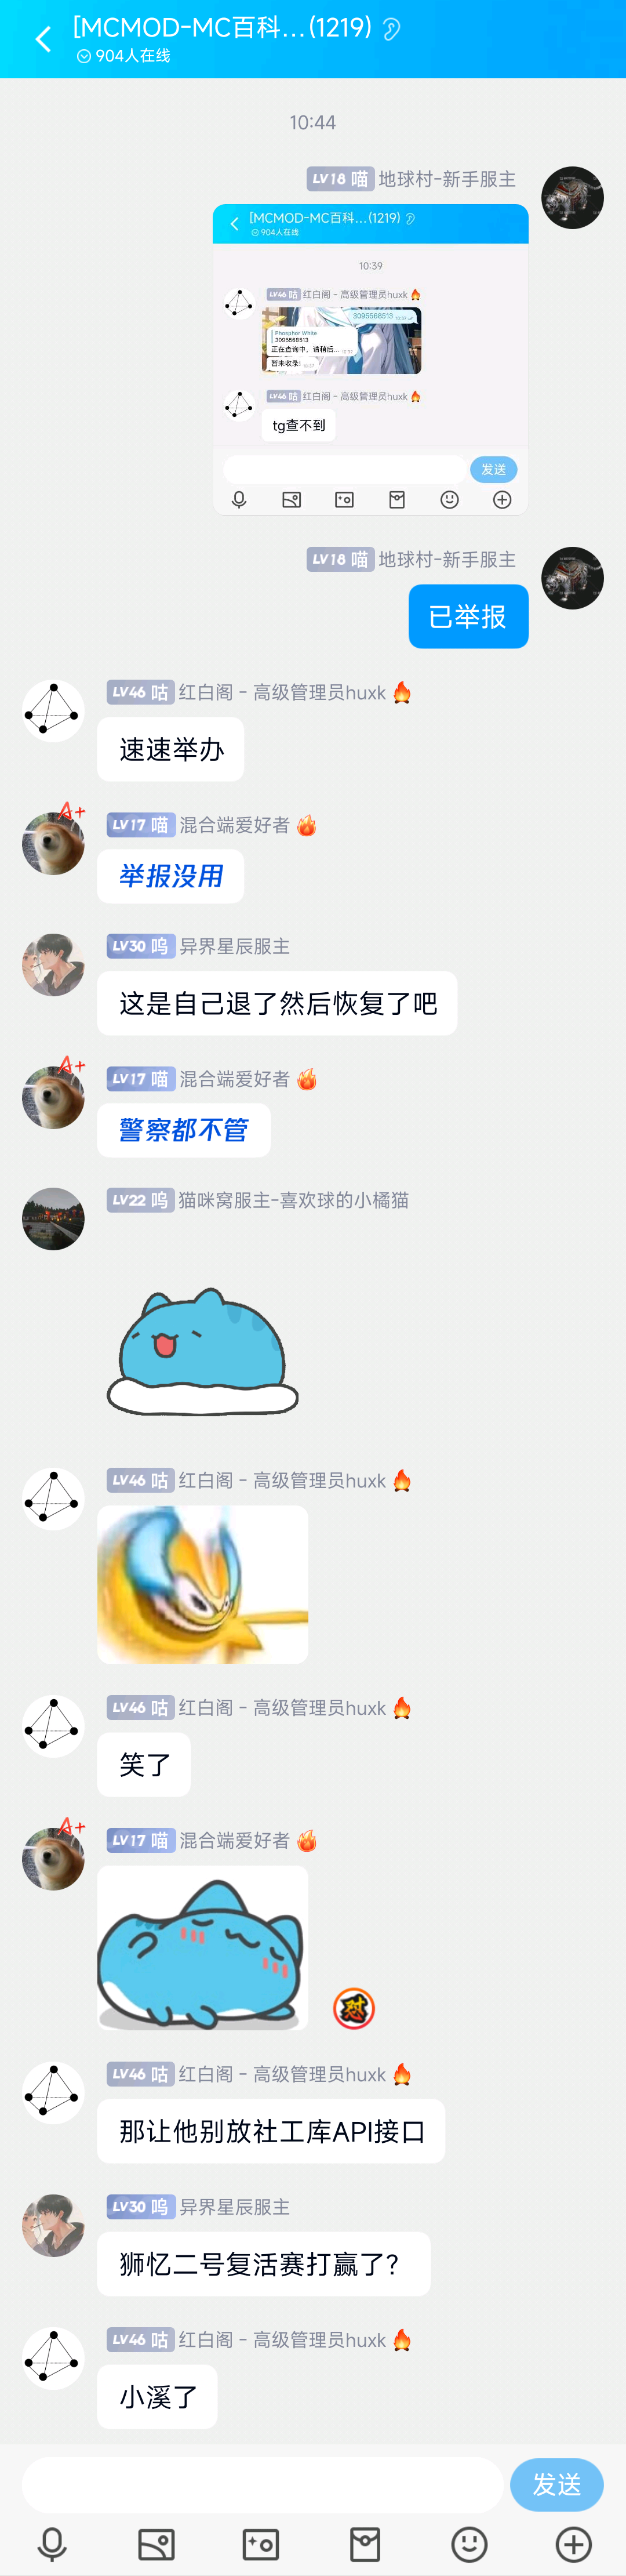 [MCMOD-MC百科...(1219)
904人在线
10:44
LV18 喵 地球村-新手服主
[MCMOD-MC百科...(1219)
904人在线
10:39
LV46 咕 红白阁 - 高级管理员huxk
3095568513 10:37
Phosphor White
3095568513
正在查询中，请稍后... 10:37
暂未收录! 10:37
LV46 咕 红白阁 - 高级管理员huxk
tg查不到
发送
LV18 喵 地球村-新手服主
已举报
LV46 咕 红白阁 - 高级管理员huxk
速速举办
A+
LV17 喵 混合端爱好者
举报没用
LV30 呜 异界星辰服主
这是自己退了然后恢复了吧
A+
LV17 喵 混合端爱好者
警察都不管
LV22 呜 猫咪窝服主-喜欢球的小橘猫
LV46 咕 红白阁 - 高级管理员huxk
LV46 咕 红白阁 - 高级管理员huxk
笑了
A+
LV17 喵 混合端爱好者
怼
LV46 咕 红白阁 - 高级管理员huxk
那让他别放社工库API接口
LV30 呜 异界星辰服主
狮忆二号复活赛打赢了?
LV46 咕 红白阁 - 高级管理员huxk
小溪了
发送